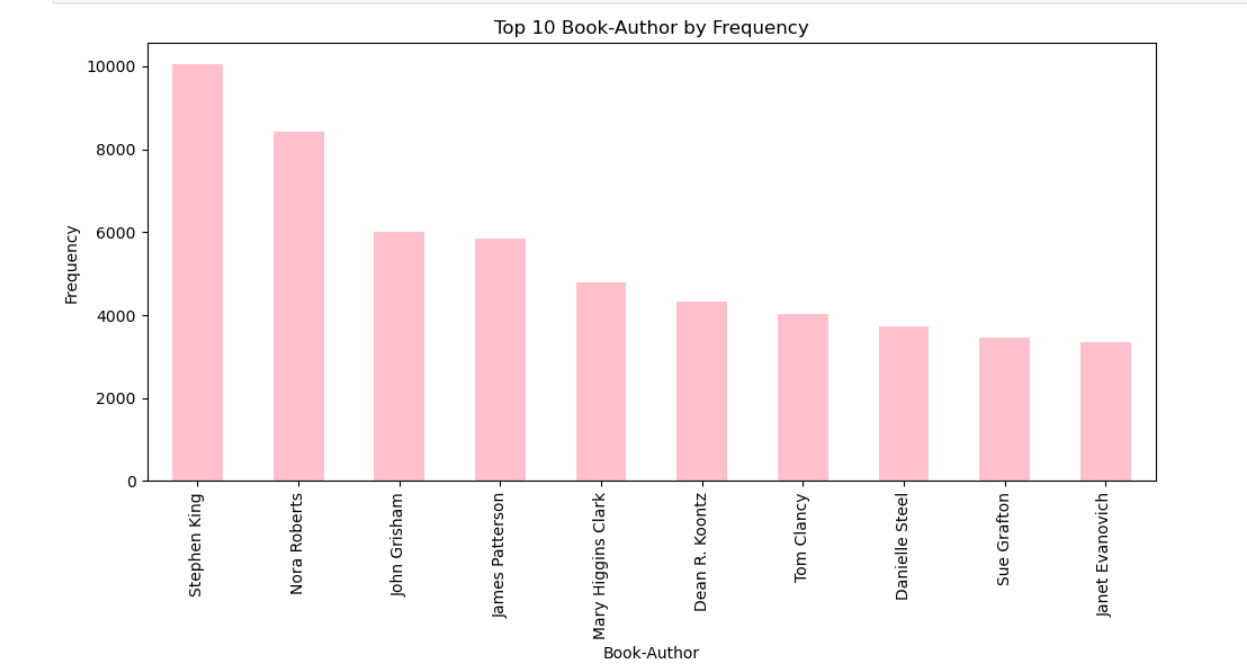 Top 10 Book-Author by Frequency
10000
8000
6000
4000
2000
0
Frequency
Stephen King
Nora Roberts
John Grisham
James Patterson
Mary Higgins Clark
Dean R. Koontz
Tom Clancy
Danielle Steel
Sue Grafton
Janet Evanovich
Book-Author